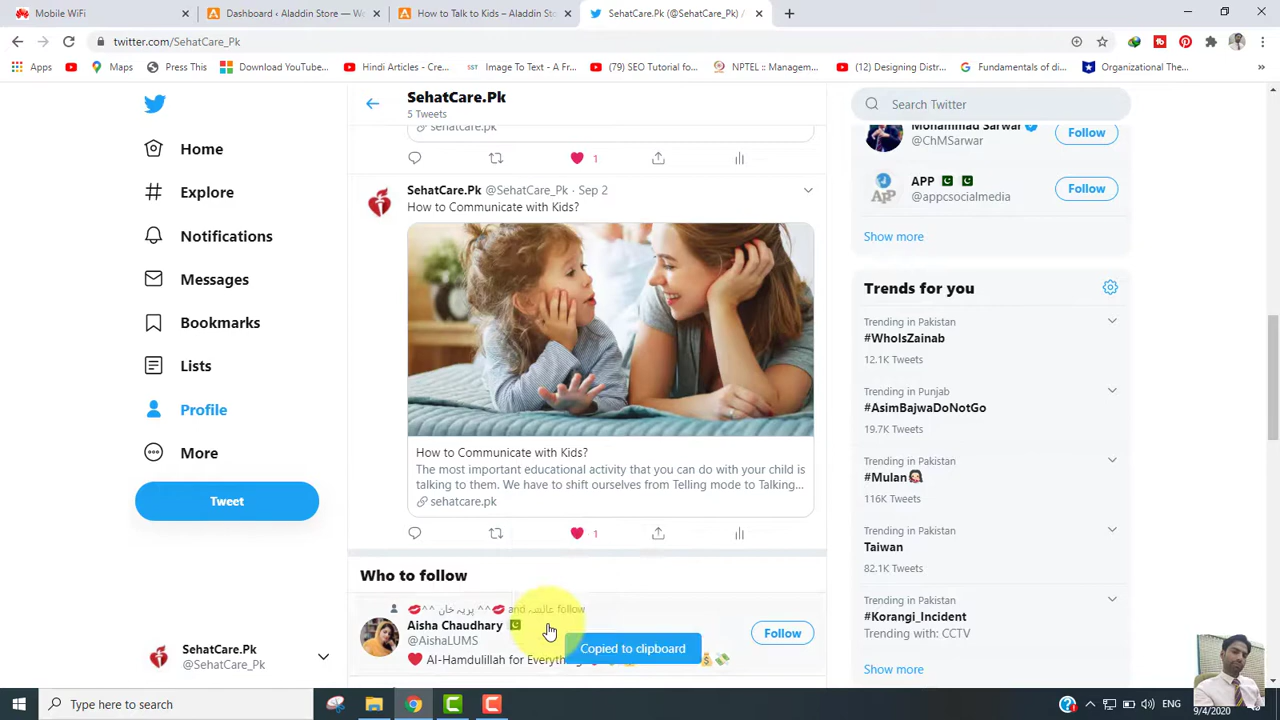 Mobile WiFi
Dashboard ‹ Aladdin Store — W
How to Talk to Kids – Aladdin Sto
SehatCare.Pk (@SehatCare_Pk) /
twitter.com/SehatCare_Pk
Apps
Maps
Press This
Download YouTube...
Hindi Articles - Cre...
SST
Image To Text - A Fr...
(79) SEO Tutorial fo...
NPTEL :: Managem...
(12) Designing Distr...
Fundamentals of di...
Organizational The...
»
Home
Explore
Notifications
Messages
Bookmarks
Lists
Profile
More
Tweet
SehatCare.Pk
@SehatCare_Pk
SehatCare.Pk
5 Tweets
sehatcare.pk
1
SehatCare.Pk @SehatCare_Pk · Sep 2
How to Communicate with Kids?
How to Communicate with Kids?
The most important educational activity that you can do with your child is
talking to them. We have to shift ourselves from Telling mode to Talking...
sehatcare.pk
1
Who to follow
💋^^ پریہ خان ^^💋 and عائشہ follow
Aisha Chaudhary
@AishaLUMS
Follow
Al-Hamdulillah for Everything
Copied to clipboard
Search Twitter
Mohammad Sarwar
@ChMSarwar
Follow
APP
@appcsocialmedia
Follow
Show more
Trends for you
Trending in Pakistan
#WhoIsZainab
12.1K Tweets
Trending in Punjab
#AsimBajwaDoNotGo
19.7K Tweets
Trending in Pakistan
#Mulan
116K Tweets
Trending in Pakistan
Taiwan
82.1K Tweets
Trending in Pakistan
#Korangi_Incident
Trending with: CCTV
Show more
Type here to search
ENG
9/4/2020